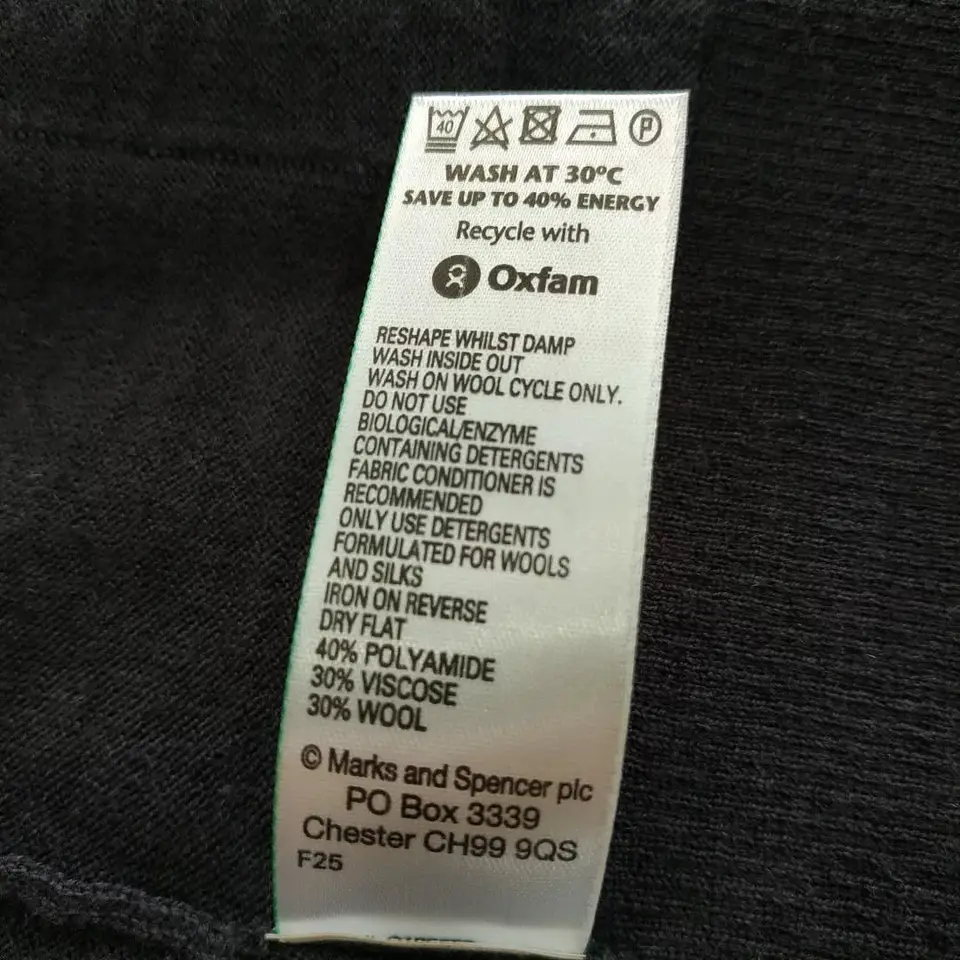 40 P
WASH AT 30ºC
SAVE UP TO 40% ENERGY
Recycle with
Oxfam
RESHAPE WHILST DAMP
WASH INSIDE OUT
WASH ON WOOL CYCLE ONLY.
DO NOT USE
BIOLOGICAL/ENZYME
CONTAINING DETERGENTS
FABRIC CONDITIONER IS
RECOMMENDED
ONLY USE DETERGENTS
FORMULATED FOR WOOLS
AND SILKS
IRON ON REVERSE
DRY FLAT
40% POLYAMIDE
30% VISCOSE
30% WOOL
© Marks and Spencer plc
PO Box 3339
Chester CH99 9QS
F25